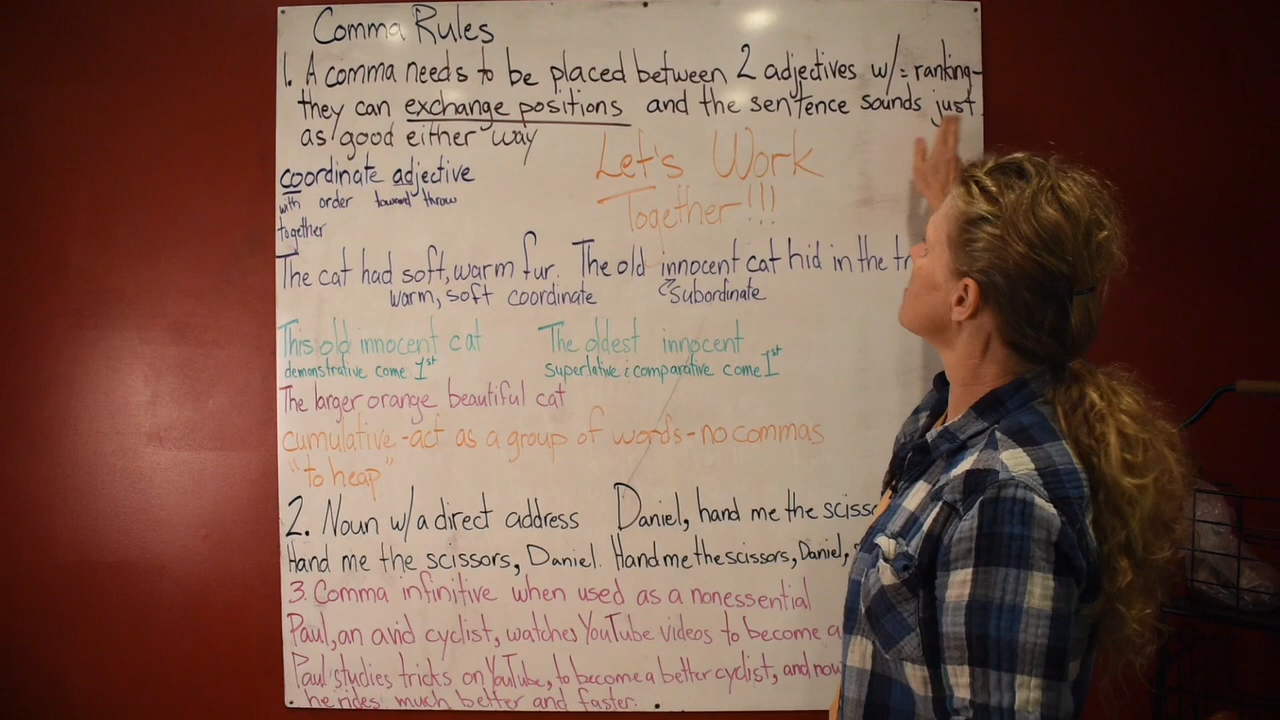 Comma Rules
1. A comma needs to be placed between 2 adjectives w/= ranking-
they can exchange positions and the sentence sounds just
as good either way
Let's Work
Together!!!
coordinate adjective
with order toward throw
together
The cat had soft, warm fur. The old innocent cat hid in the
warm, soft coordinate subordinate
This old innocent cat The oldest innocent
demonstrative come 1st superlative & comparative come 1st
The larger orange beautiful cat
cumulative-act as a group of words-no commas
"to heap"
2. Noun w/a direct address Daniel, hand me the
Hand me the scissors, Daniel. Hand me the scissors, Daniel,
3. Comma infinitive when used as a nonessential
Paul, an avid cyclist, watches YouTube videos to become a
Paul studies tricks on YouTube, to become a better cyclist, and now
he rides much better and faster.